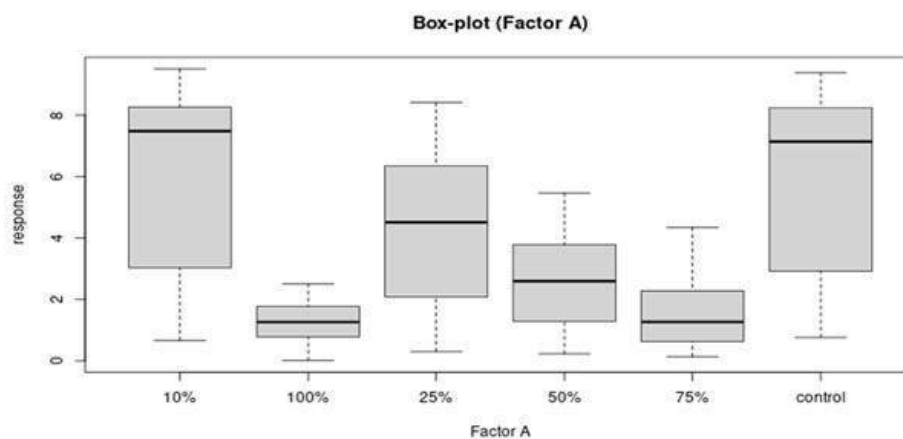 Box-plot (Factor A)
response
8
6
4
2
0
10% 100% 25% 50% 75% control
Factor A